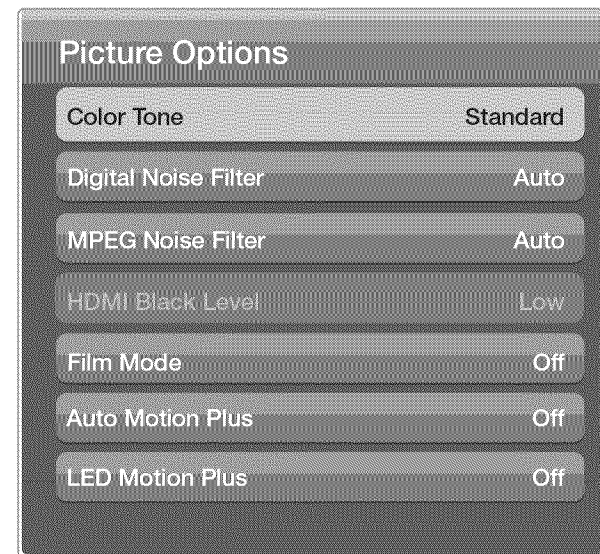 Picture Options
Color Tone Standard
Digital Noise Filter Auto
MPEG Noise Filter Auto
HDMI Black Level Low
Film Mode Off
Auto Motion Plus Off
LED Motion Plus Off